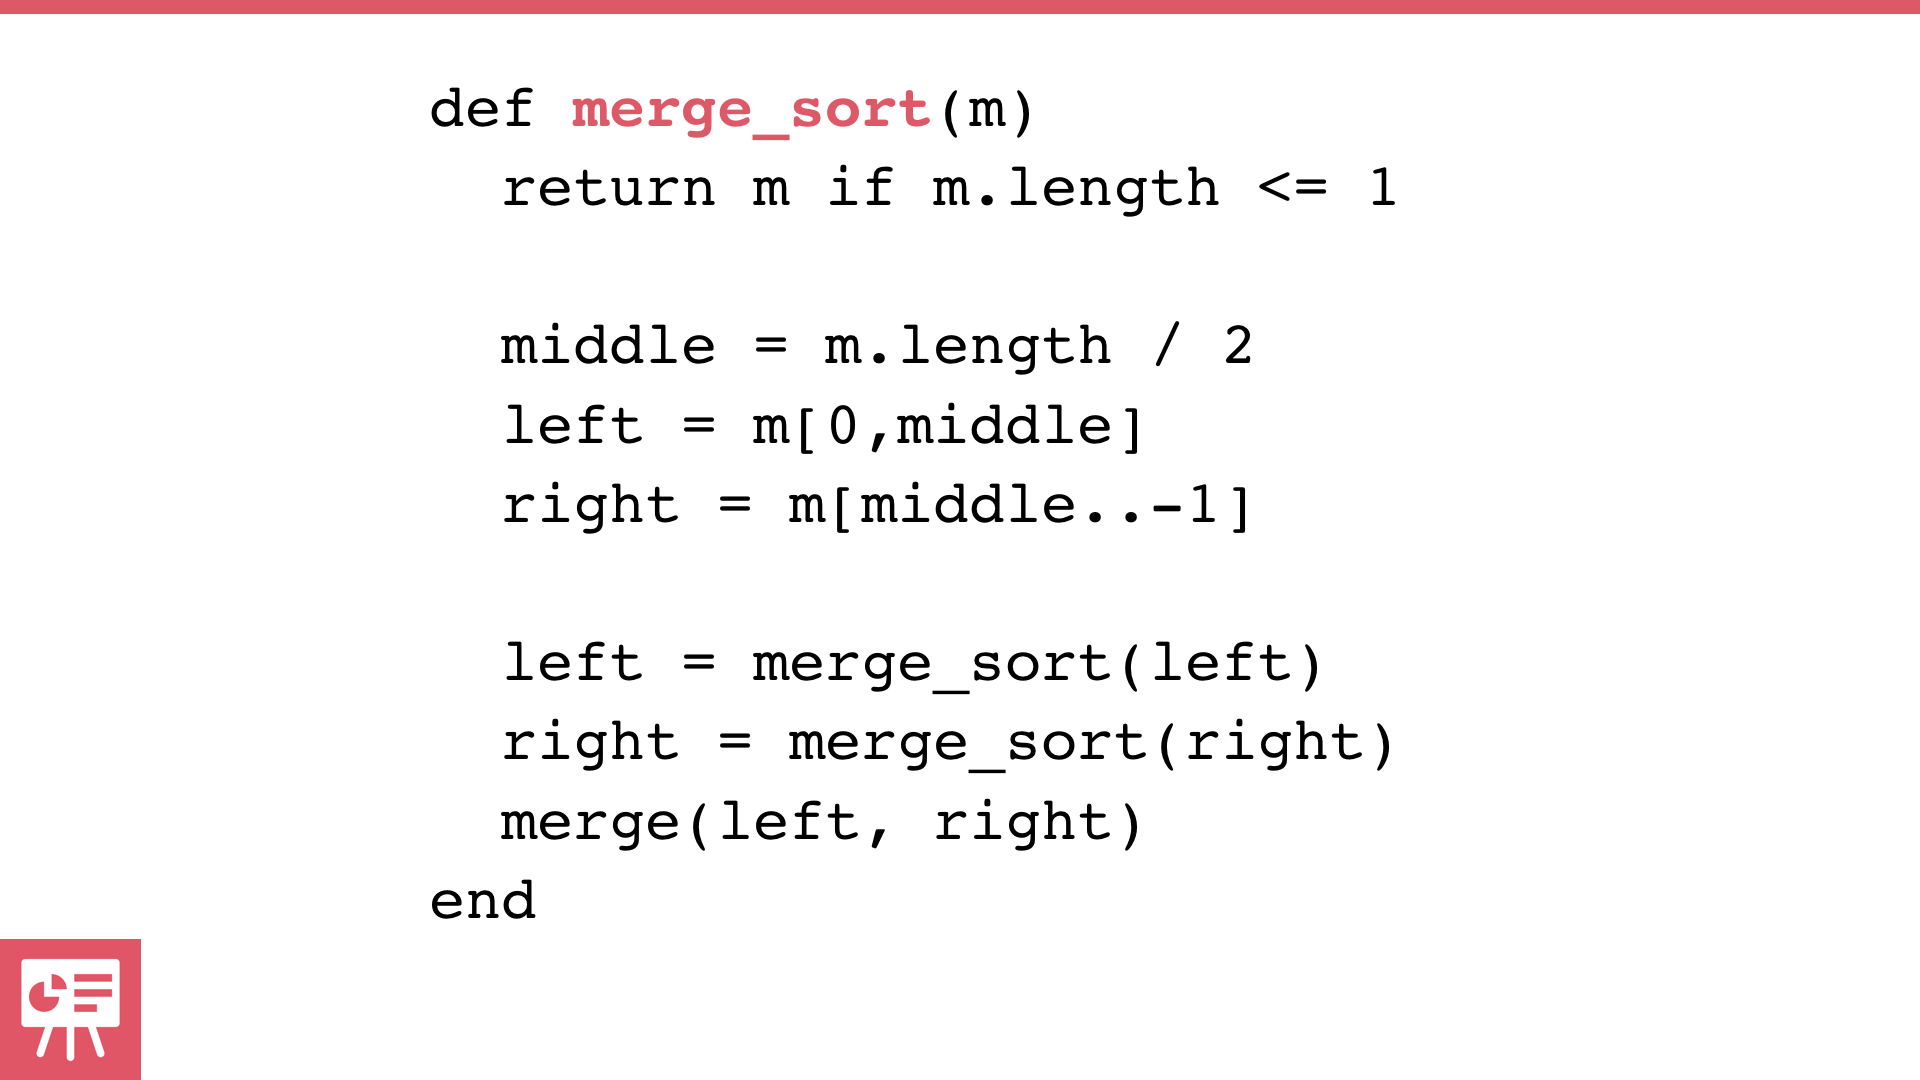 def merge_sort(m)
  return m if m.length <= 1

  middle = m.length / 2
  left = m[0,middle]
  right = m[middle..-1]

  left = merge_sort(left)
  right = merge_sort(right)
  merge(left, right)
end